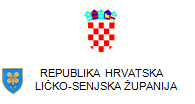 REPUBLIKA HRVATSKA
LIČKO-SENJSKA ŽUPANIJA